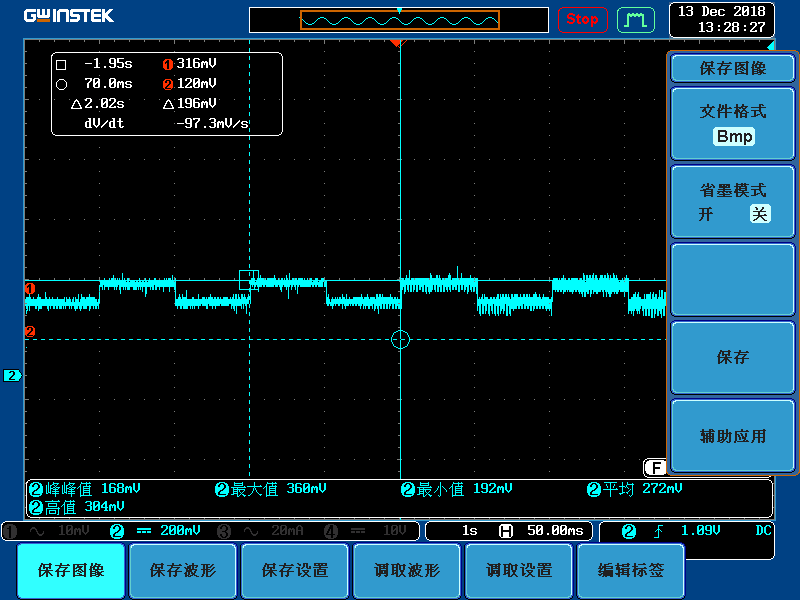 GWINSTEK
Stop
13 Dec 2018
13:28:27
-1.95s 1 316mV
70.0ms 2 120mV
△2.02s △196mV
dV/dt -97.3mV/s
保存图像
文件格式
Bmp
省墨模式
开 关
保存
辅助应用
1
2
2
F
2 峰峰值 168mV 2 最大值 360mV 2 最小值 192mV 2 平均 272mV
2 高值 304mV
1 10mV 2 200mV 3 20mA 4 10V 1s H 50.00ms 2 1.09V DC
保存图像 保存波形 保存设置 调取波形 调取设置 编辑标签